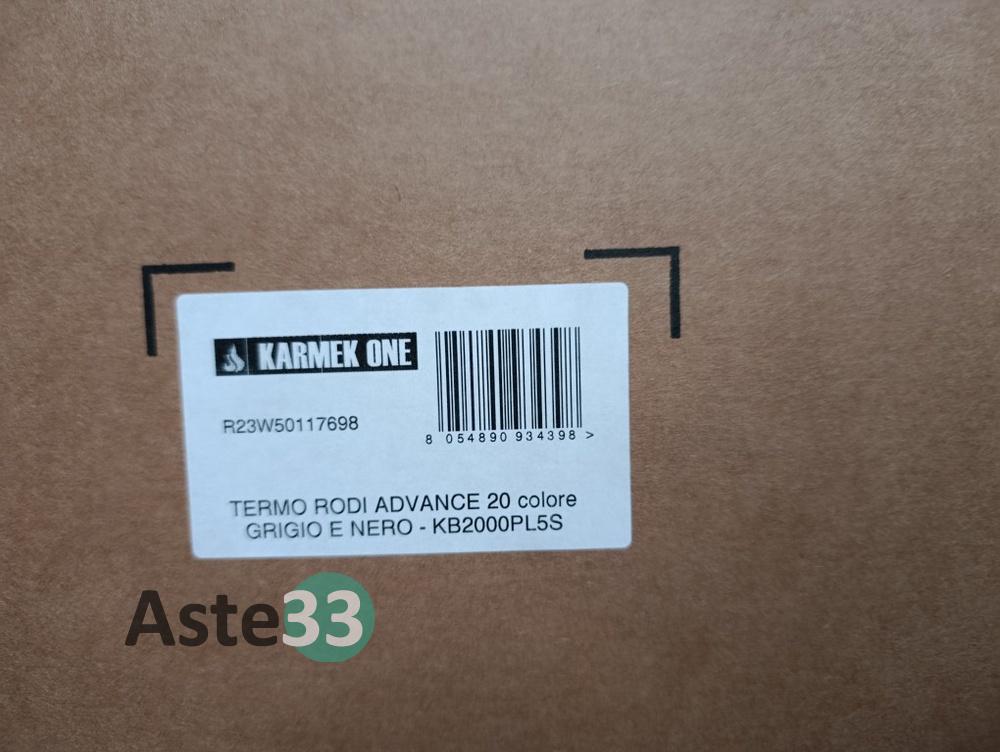 KARMEK ONE
R23W50117698
8 054890 934398 >
TERMO RODI ADVANCE 20 colore
GRIGIO E NERO - KB2000PL5S
Aste33